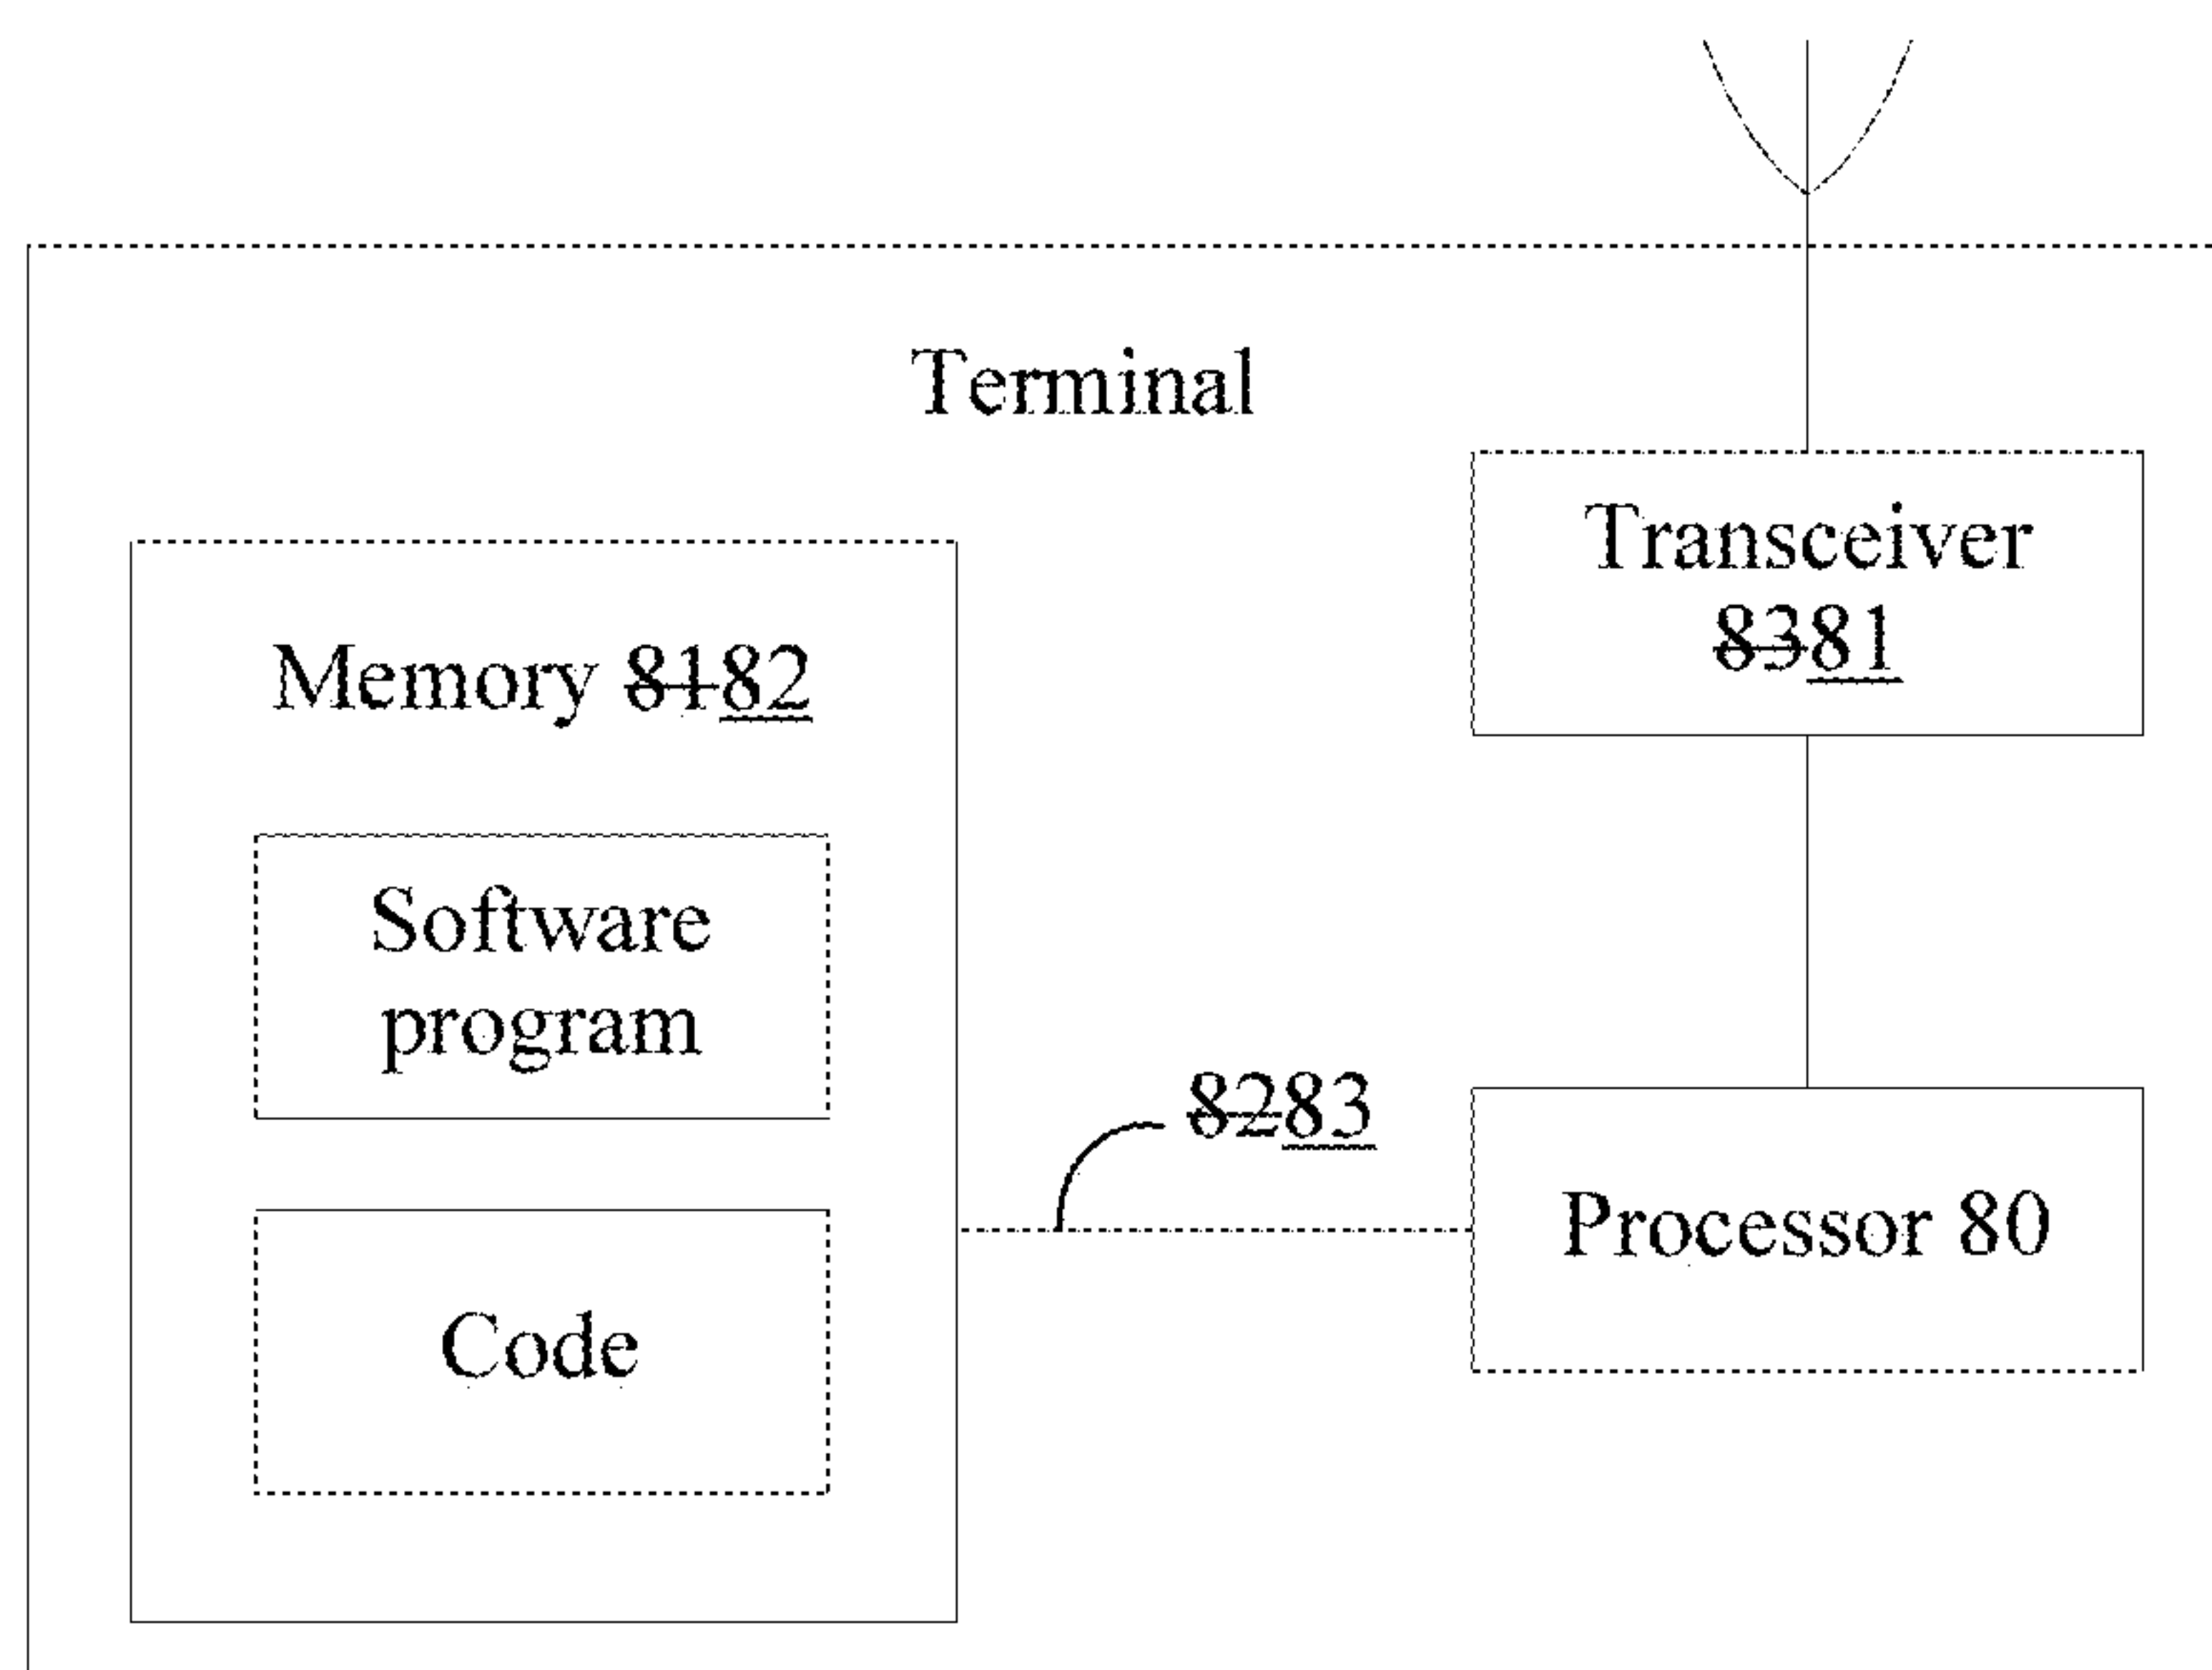 Terminal
Transceiver
8381
Memory 8182
Software
program
8283
Processor 80
Code